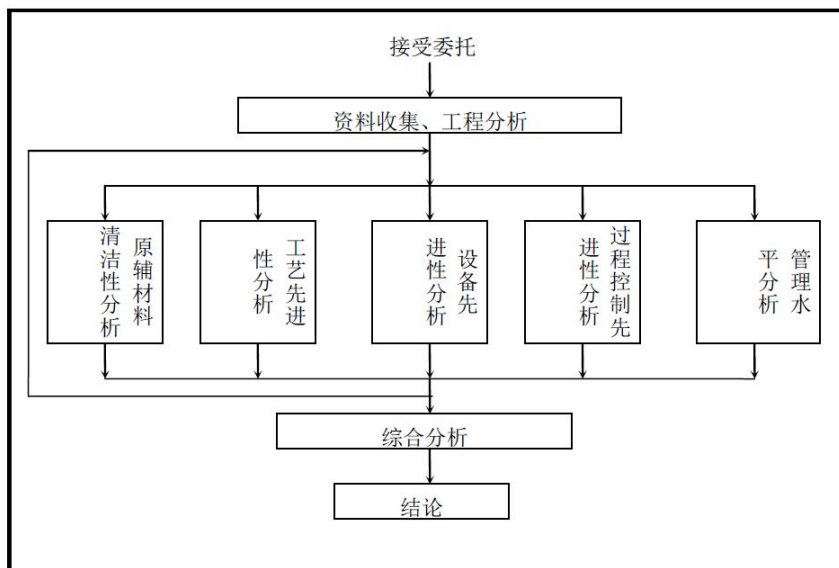 接受委托
资料收集、工程分析
原辅材料
清洁性分析
工艺先进
性分析
设备先
进性分析
过程控制先
进性分析
管理水
平分析
综合分析
结论